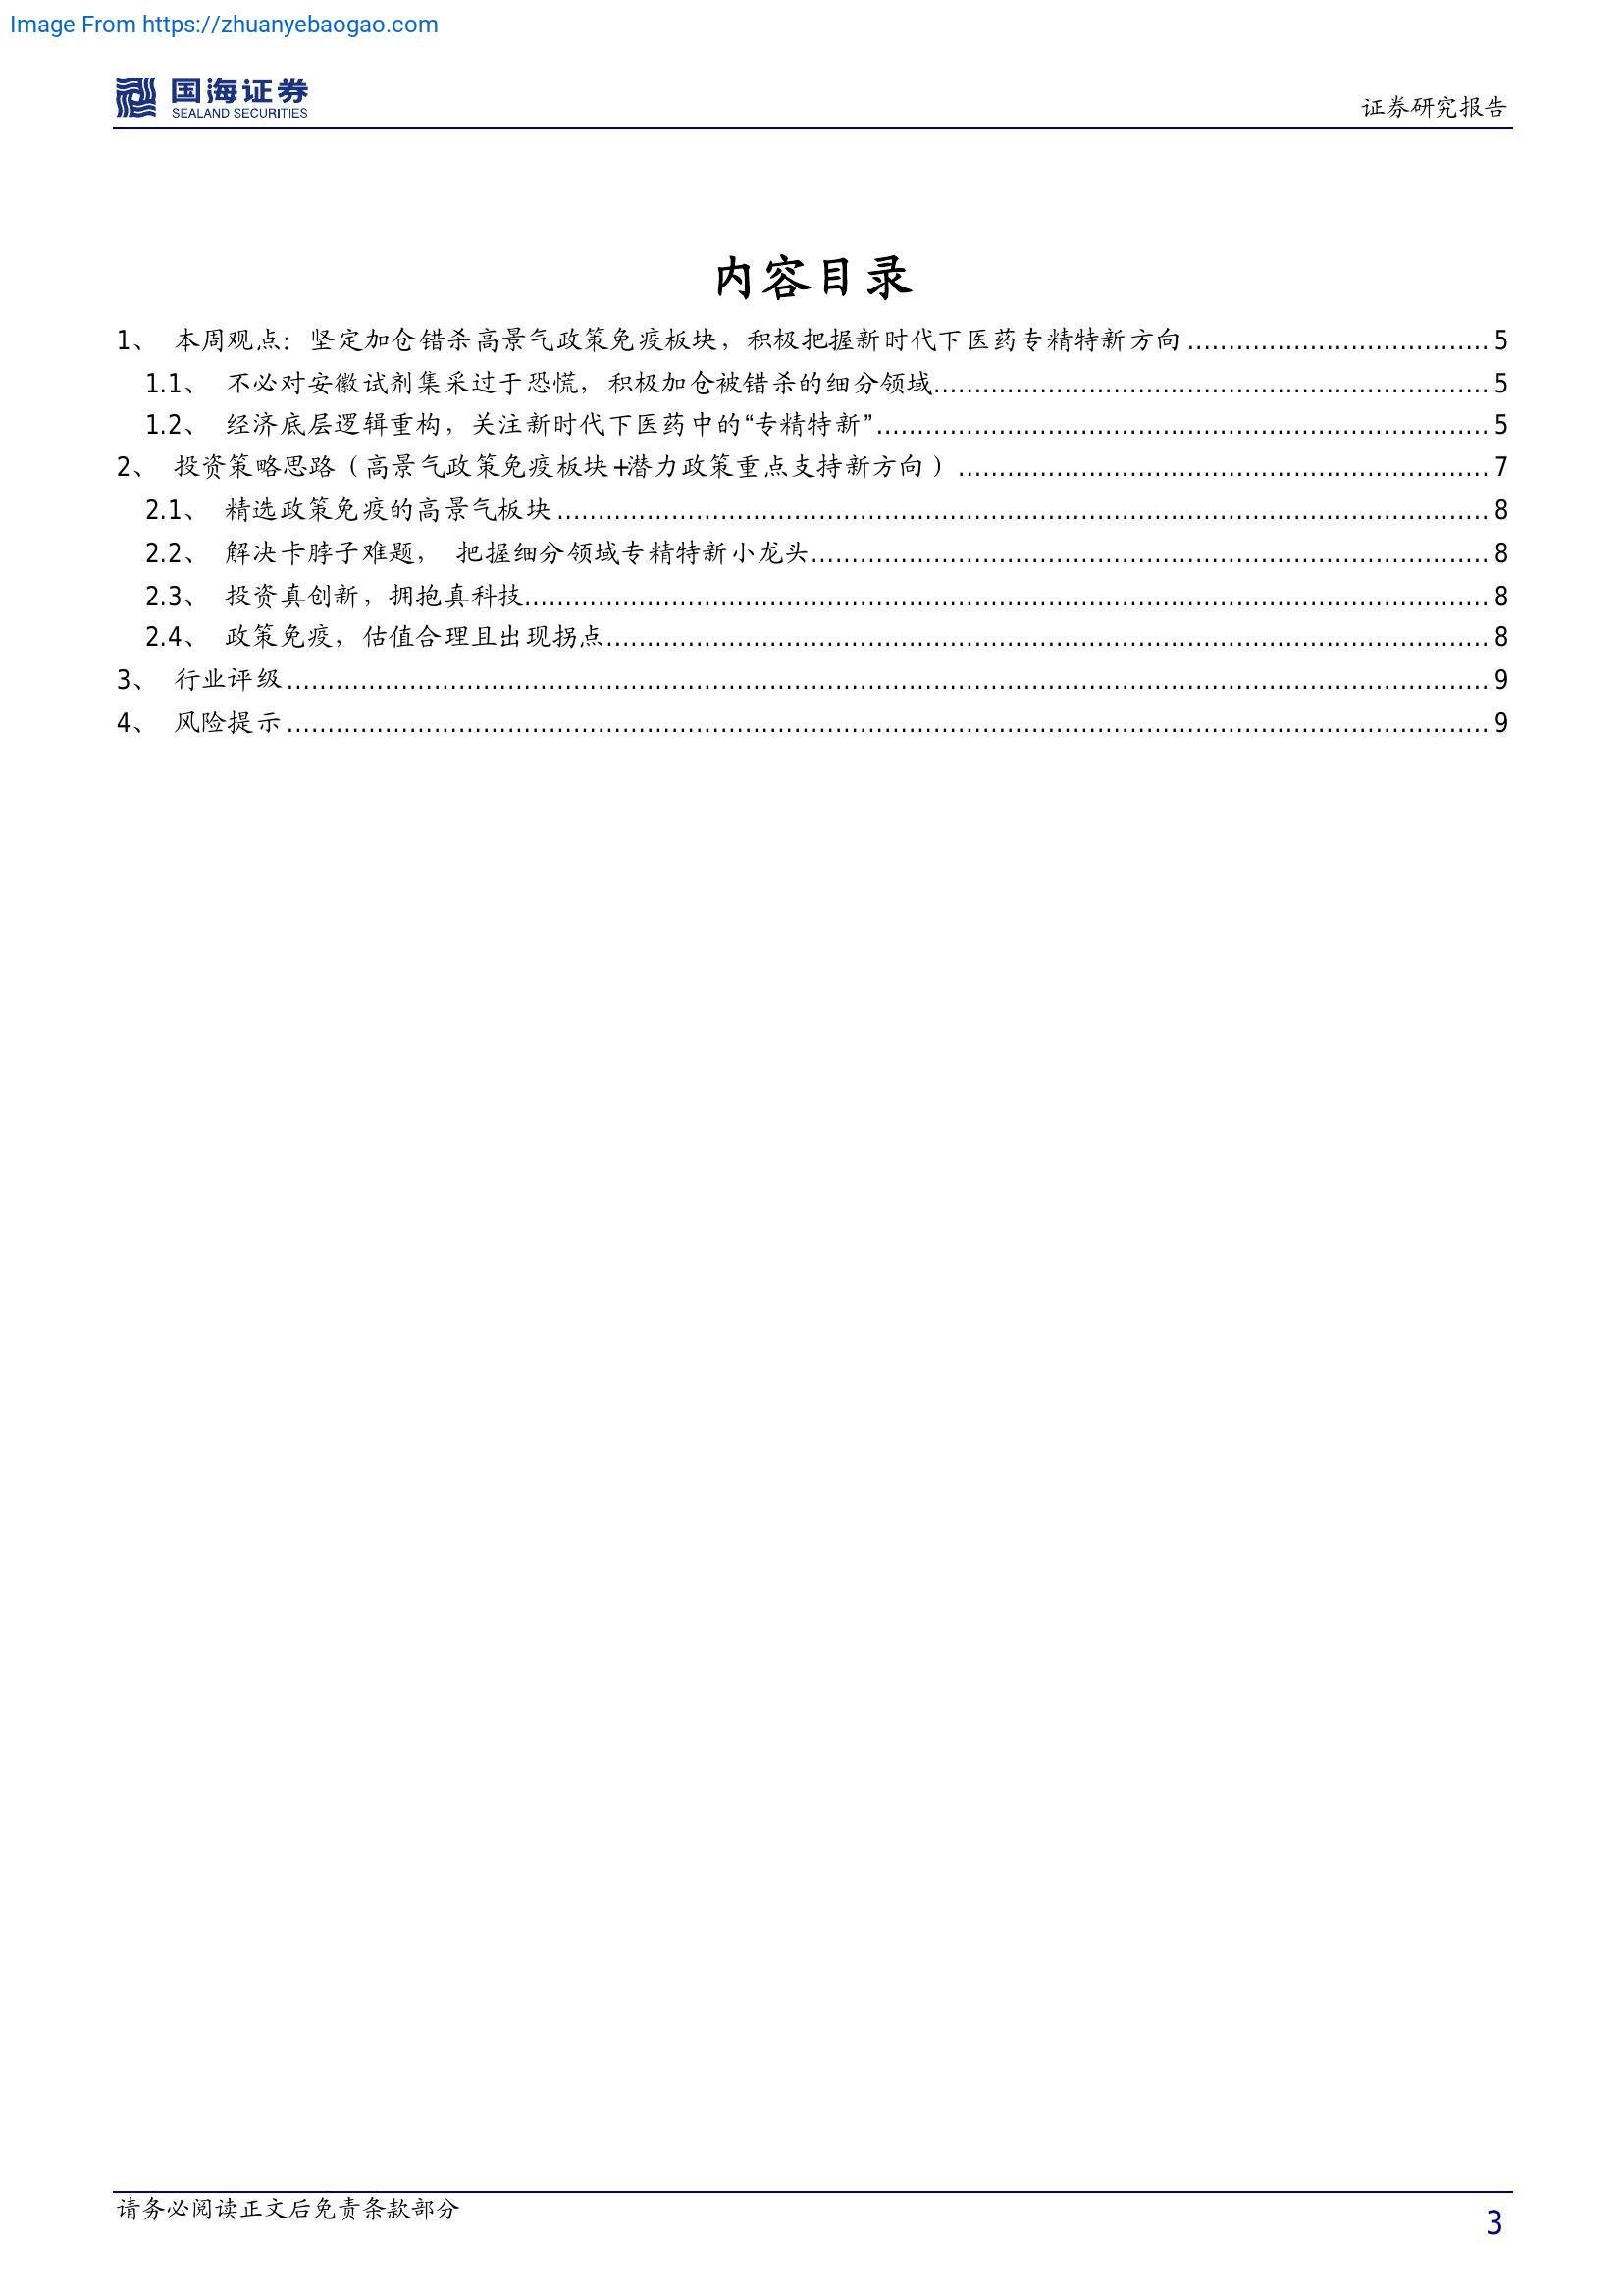 Image From https://zhuanyebaogao.com
国海证券
SEALAND SECURITIES
证券研究报告
内容目录
1、 本周观点：坚定加仓错杀高景气政策免疫板块，积极把握新时代下医药专精特新方向 5
1.1、 不必对安徽试剂集采过于恐慌，积极加仓被错杀的细分领域 5
1.2、 经济底层逻辑重构，关注新时代下医药中的“专精特新” 5
2、 投资策略思路（高景气政策免疫板块+潜力政策重点支持新方向） 7
2.1、 精选政策免疫的高景气板块 8
2.2、 解决卡脖子难题， 把握细分领域专精特新小龙头 8
2.3、 投资真创新，拥抱真科技 8
2.4、 政策免疫，估值合理且出现拐点 8
3、 行业评级 9
4、 风险提示 9
请务必阅读正文后免责条款部分
3